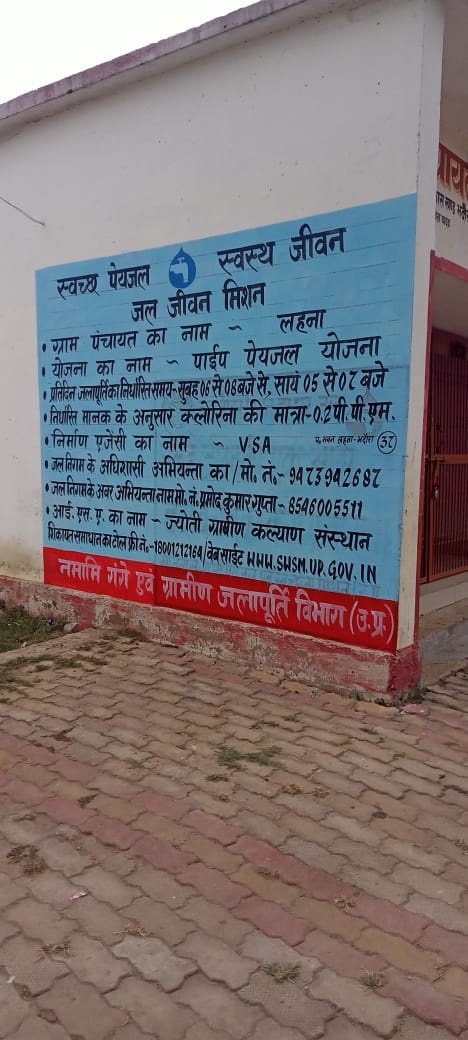 स्वच्छ पेयजल स्वस्थ जीवन
जल जीवन मिशन
• ग्राम पंचायत का नाम ~ लहना
• योजना का नाम ~ पाईप पेयजल योजना
• प्रतिदिन जलापूर्ति का निर्धारित समय-सुबह 06 से 08 बजे से, सायं 05 से 07 बजे
• निर्धारित मानक के अनुसार क्लोरिन की मात्रा-0.2 पी.पी.एम.
• निर्माण एजेंसी का नाम ~ VSA
• जल निगम के अधिशासी अभियन्ता का/मो. नं.- 9473942687
• जल निगम के अवर अभियन्ता नाम मो. नं. प्रमोद कुमार गुप्ता - 8546005511
• आई. एस. ए. का नाम ~ ज्योती ग्रामीण कल्याण संस्थान
शिकायत समाधान का टोल फ्री नं.-18001212164/वेब साईट WWW.SWSM.UP.GOV.IN
नमामि गंगे एवं ग्रामीण जलापूर्ति विभाग (उ.प्र.)